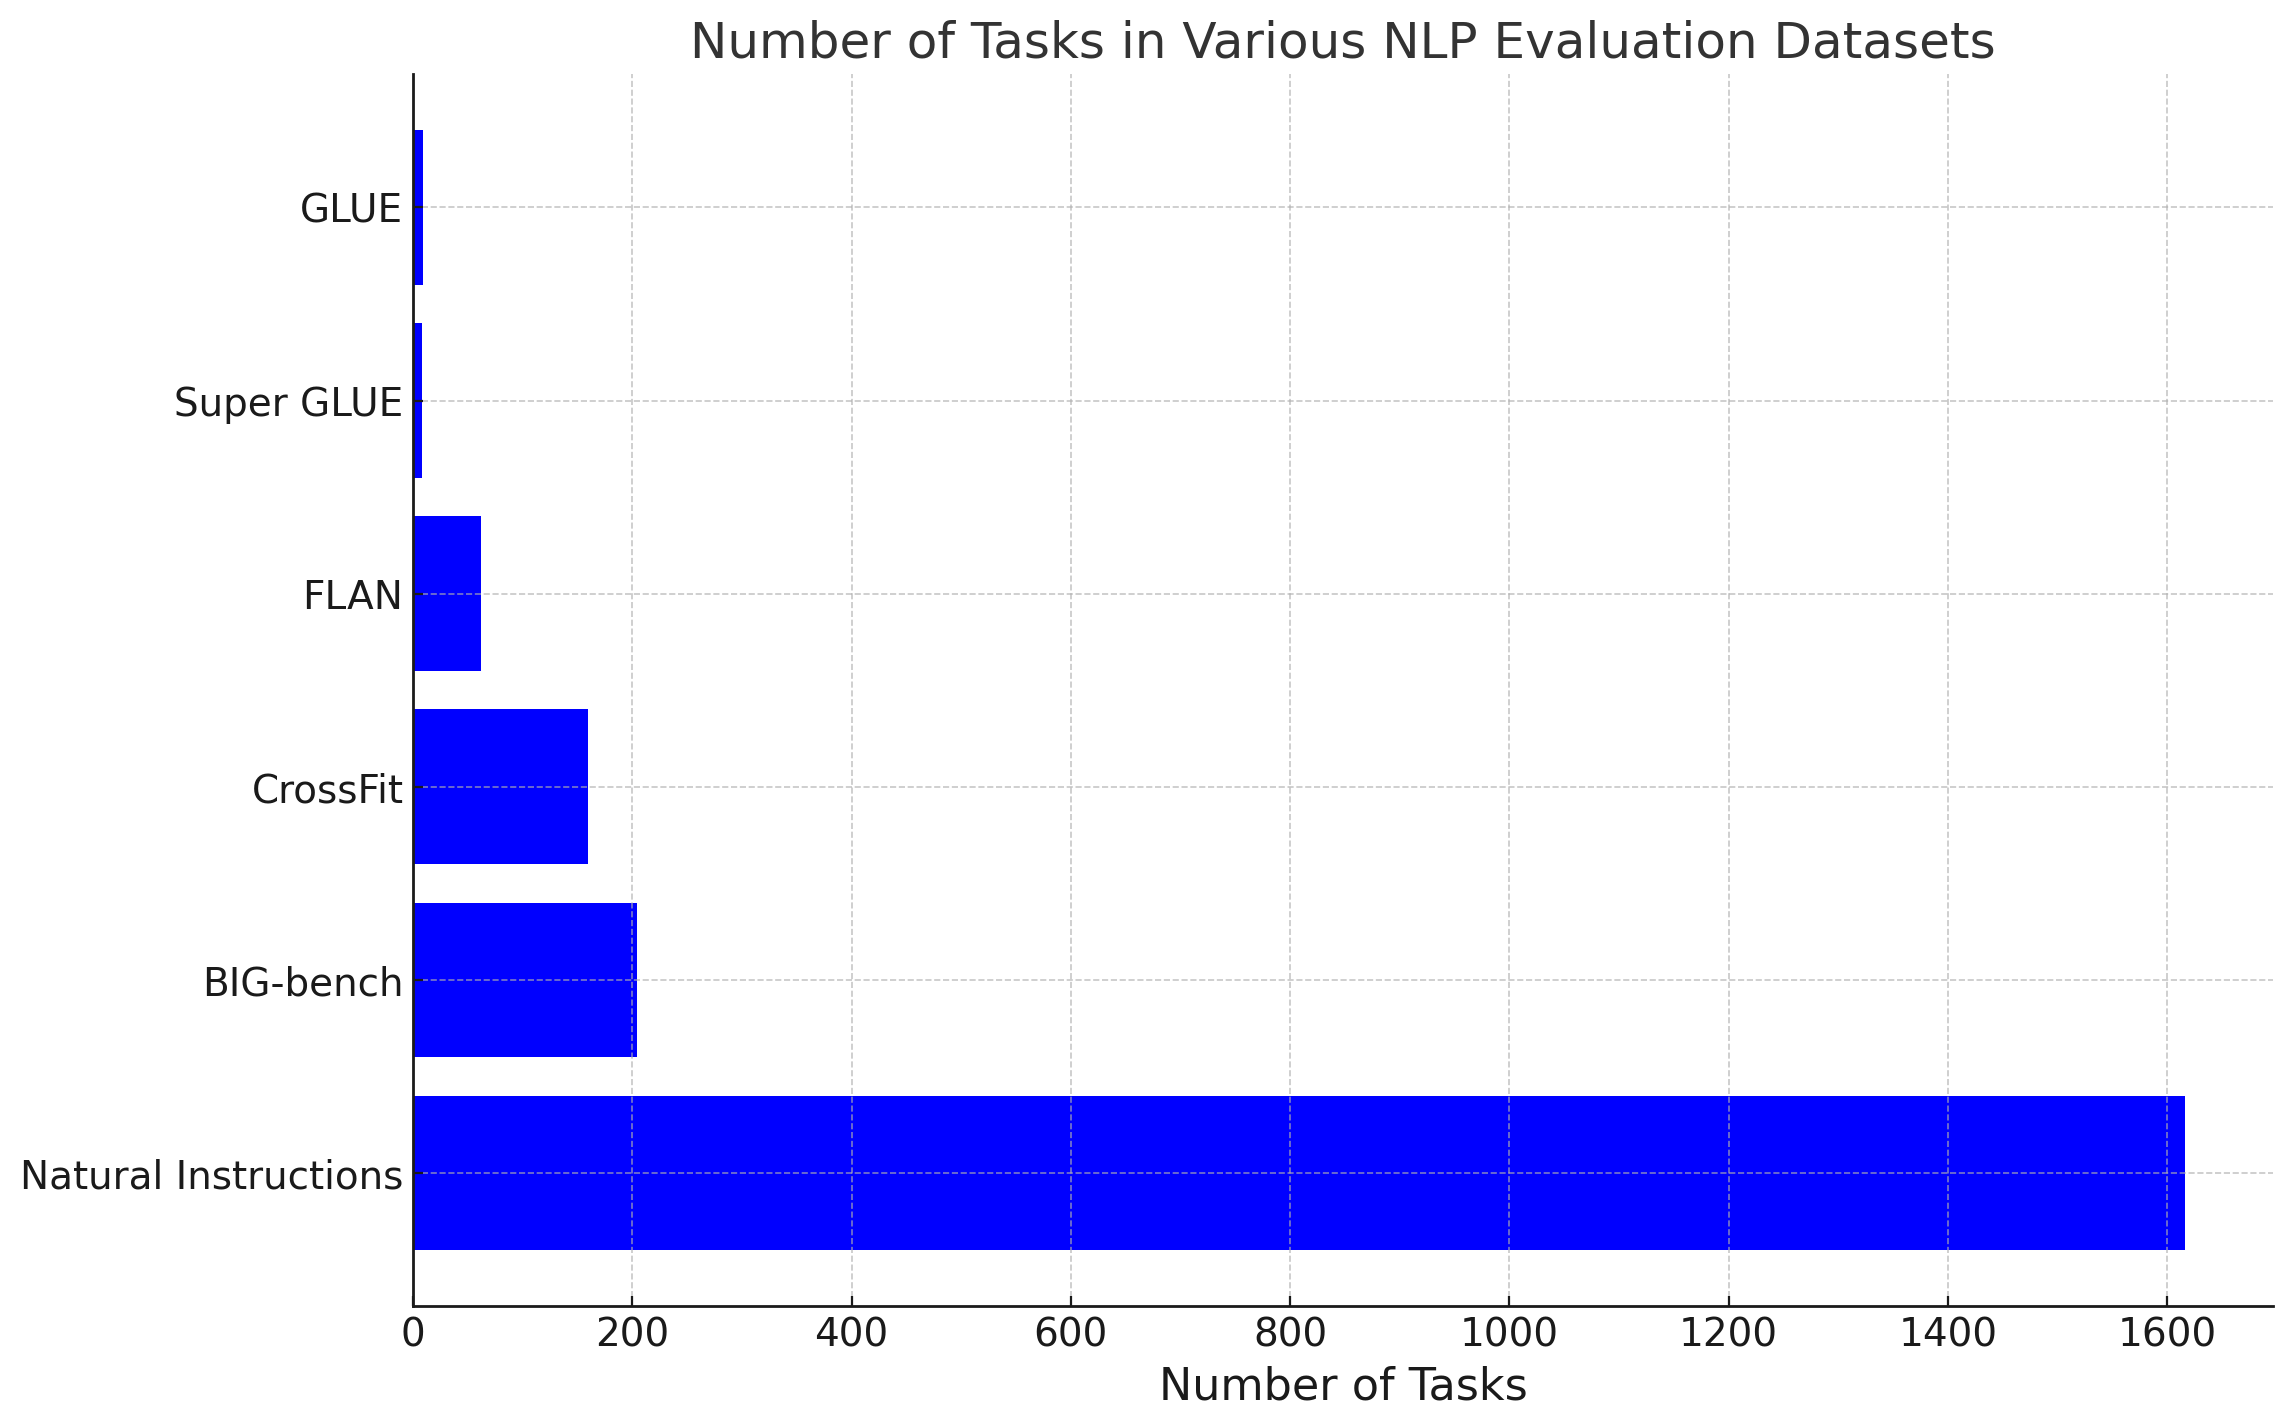 Number of Tasks in Various NLP Evaluation Datasets
GLUE
Super GLUE
FLAN
CrossFit
BIG-bench
Natural Instructions
0 200 400 600 800 1000 1200 1400 1600
Number of Tasks